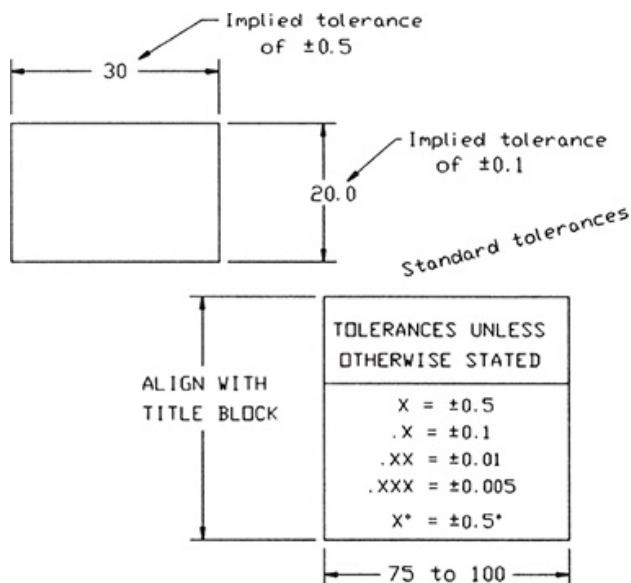 Implied tolerance
of ±0.5
30
Implied tolerance
of ±0.1
20.0
Standard tolerances
TOLERANCES UNLESS
OTHERWISE STATED
ALIGN WITH
TITLE BLOCK
X = ±0.5
.X = ±0.1
.XX = ±0.01
.XXX = ±0.005
X° = ±0.5°
75 to 100